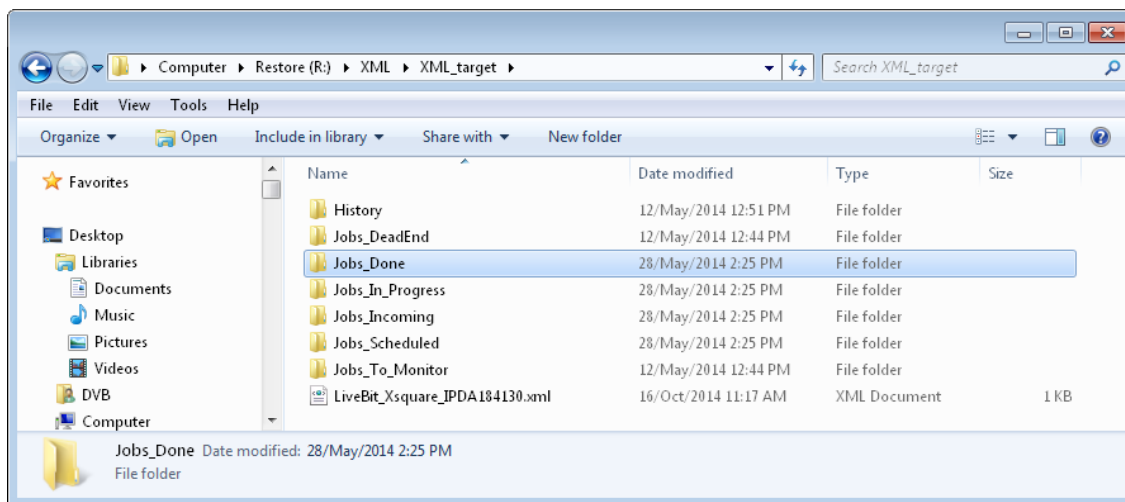 Computer Restore (R:) XML XML_target Search XML_target
File Edit View Tools Help
Organize Open Include in library Share with New folder
Favorites
Desktop
Libraries
Documents
Music
Pictures
Videos
DVB
Computer
Name Date modified Type Size
History 12/May/2014 12:51 PM File folder
Jobs_DeadEnd 12/May/2014 12:44 PM File folder
Jobs_Done 28/May/2014 2:25 PM File folder
Jobs_In_Progress 28/May/2014 2:25 PM File folder
Jobs_Incoming 28/May/2014 2:25 PM File folder
Jobs_Scheduled 28/May/2014 2:25 PM File folder
Jobs_To_Monitor 12/May/2014 12:44 PM File folder
LiveBit_Xsquare_IPDA184130.xml 16/Oct/2014 11:17 AM XML Document 1 KB
Jobs_Done Date modified: 28/May/2014 2:25 PM
File folder